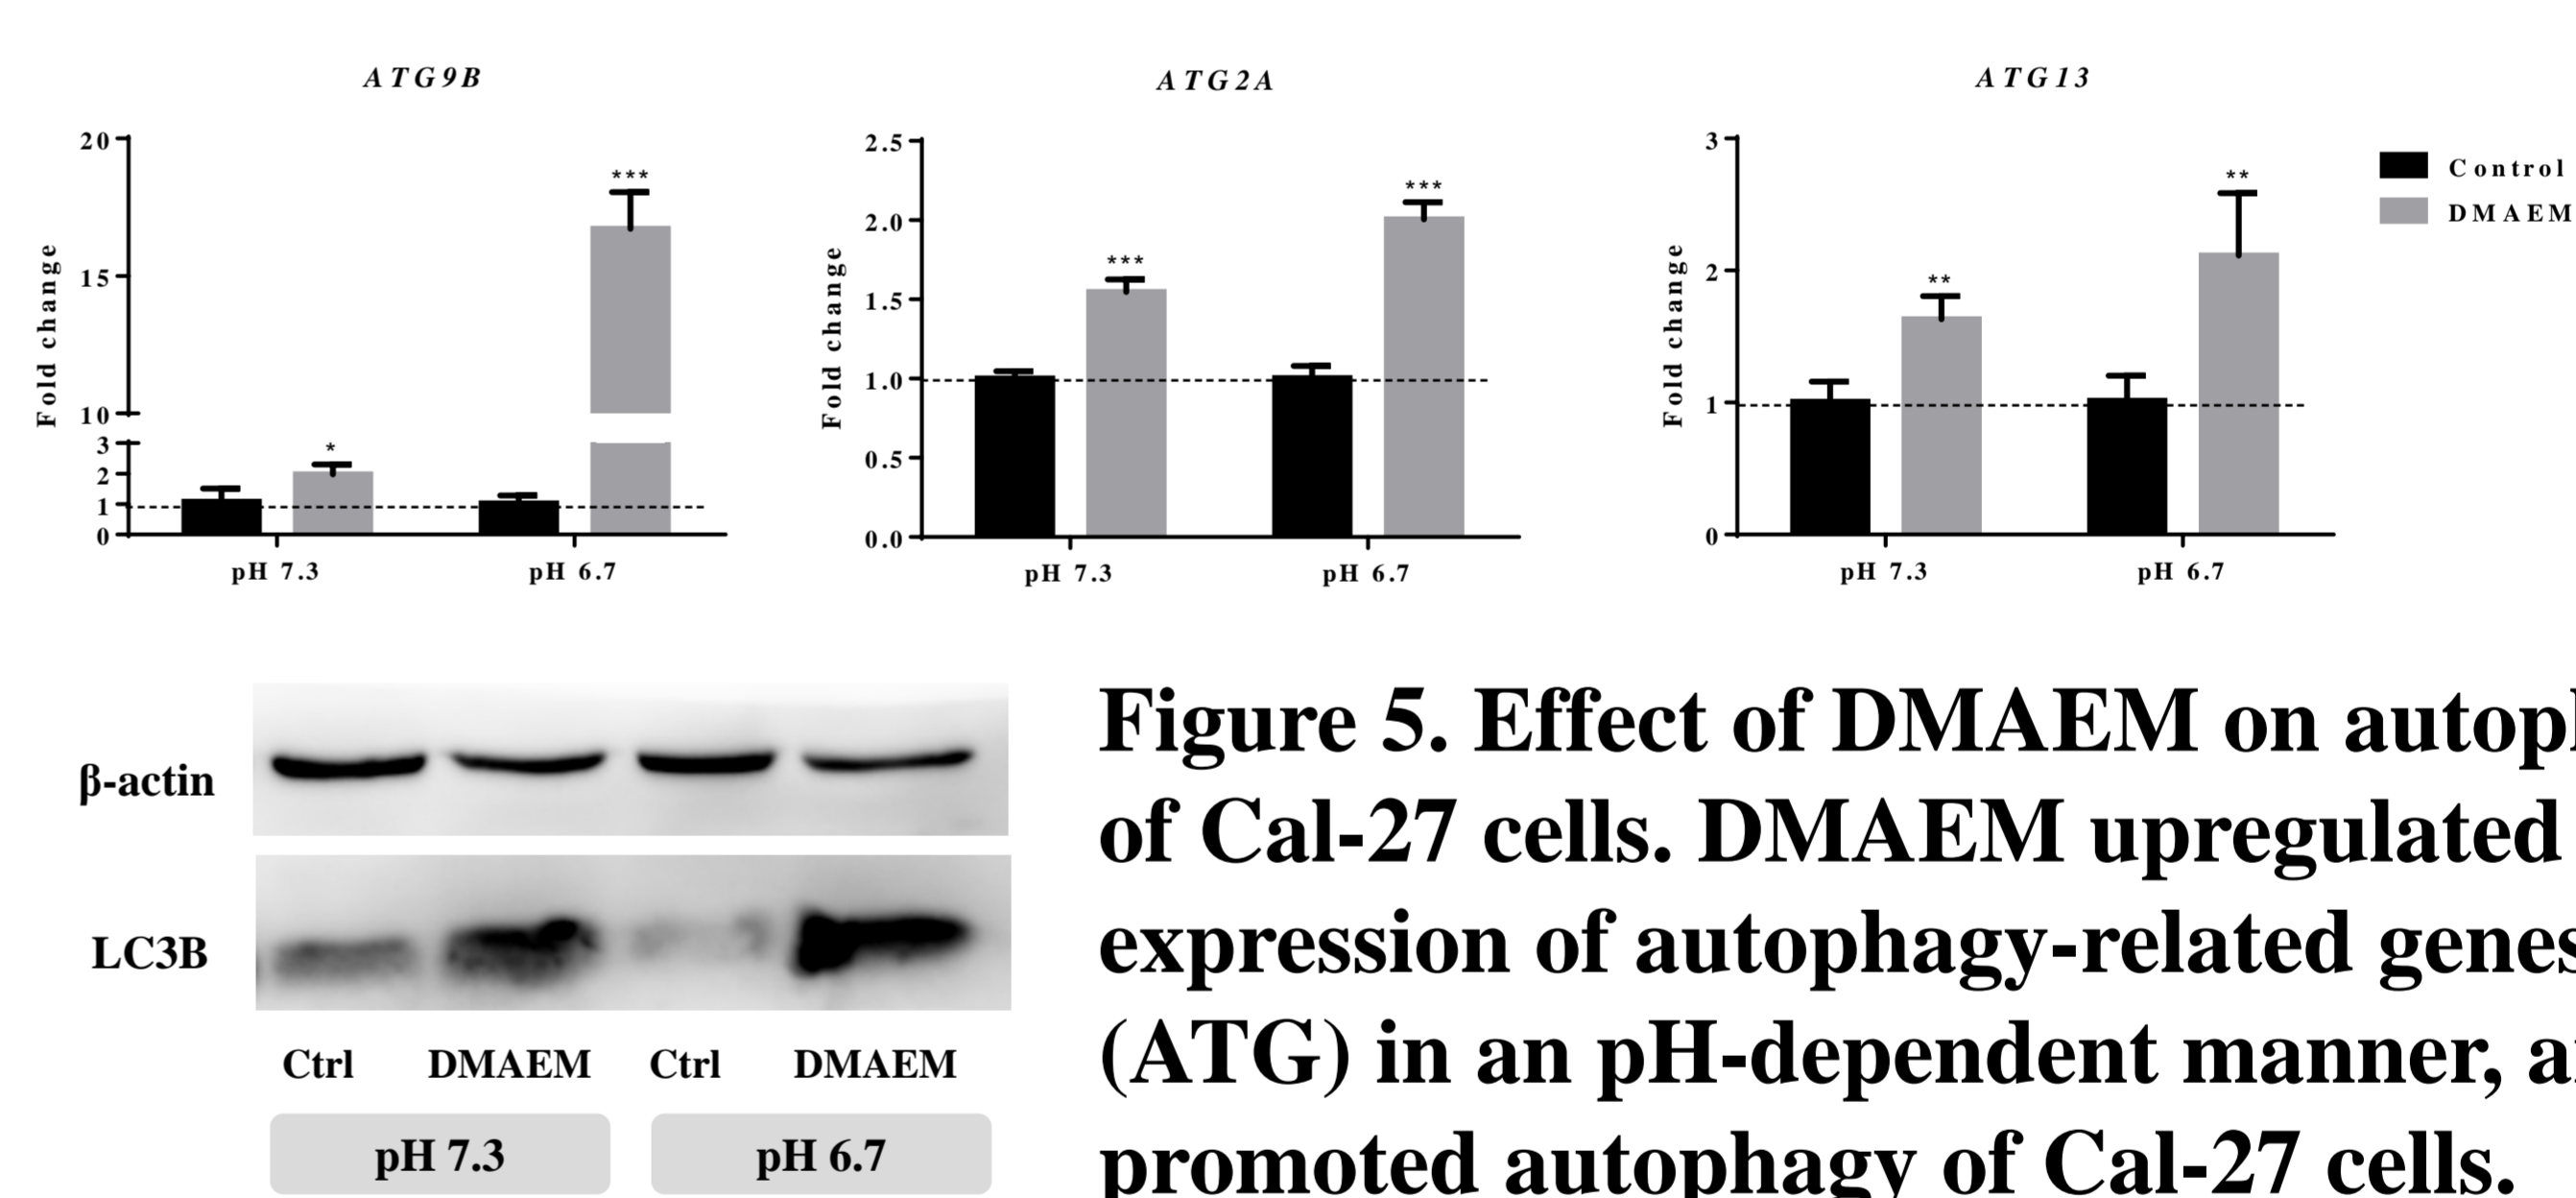 ATG9B
ATG2A
ATG13
20
15
10
3
2
1
0
Fold change
*
***
pH 7.3
pH 6.7
2.5
2.0
1.5
1.0
0.5
0.0
Fold change
***
***
pH 7.3
pH 6.7
3
2
1
0
Fold change
**
**
pH 7.3
pH 6.7
Control
DMAEM
β-actin
LC3B
Ctrl DMAEM Ctrl DMAEM
pH 7.3 pH 6.7
Figure 5. Effect of DMAEM on
of Cal-27 cells. DMAEM upregulated
expression of autophagy-related genes
(ATG) in an pH-dependent manner,
promoted autophagy of Cal-27 cells.